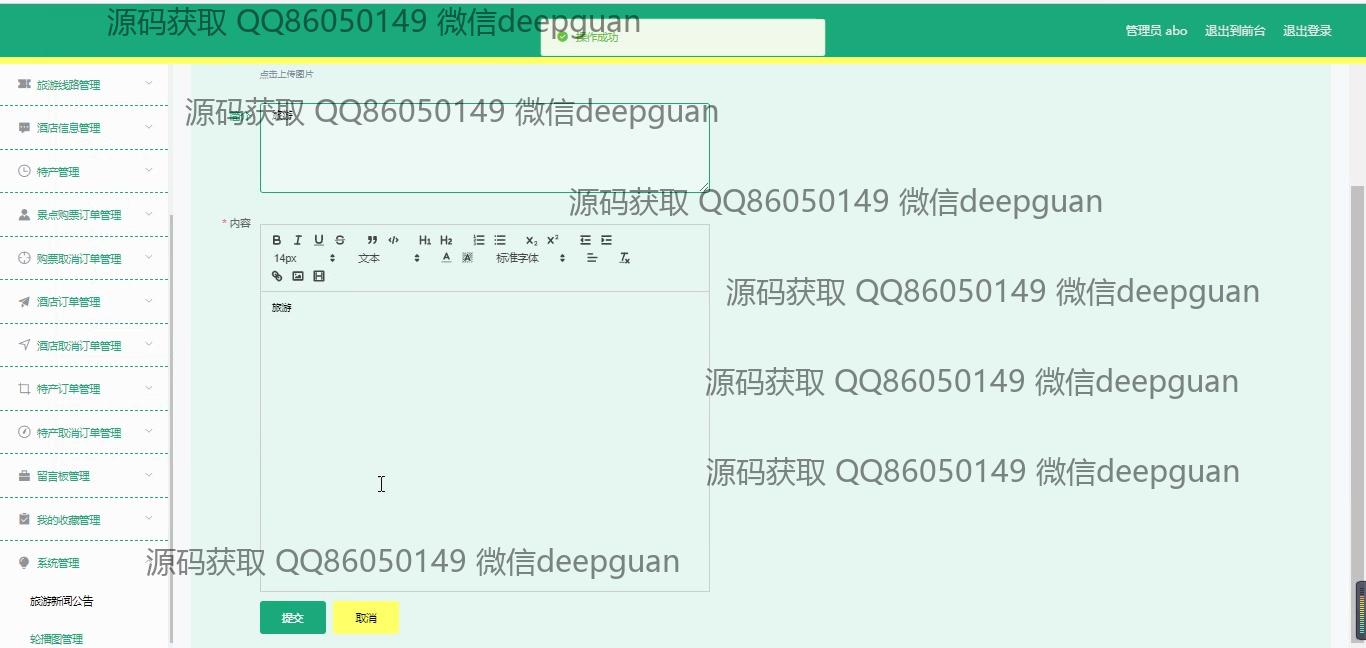 源码获取 QQ86050149 微信deepguan
操作成功
管理员 abo
退出到前台
退出登录
旅游线路管理
酒店信息管理
特产管理
景点购票订单管理
购票取消订单管理
酒店订单管理
酒店取消订单管理
特产订单管理
特产取消订单管理
留言板管理
我的收藏管理
系统管理
旅游新闻公告
轮播图管理
点击上传图片
源码获取 QQ86050149 微信deepguan
旅游
源码获取 QQ86050149 微信deepguan
* 内容
B I U S ” </> H1 H2 X2 X2
14px 文本 A A 标准字体 Tx
旅游
源码获取 QQ86050149 微信deepguan
源码获取 QQ86050149 微信deepguan
源码获取 QQ86050149 微信deepguan
源码获取 QQ86050149 微信deepguan
提交
取消